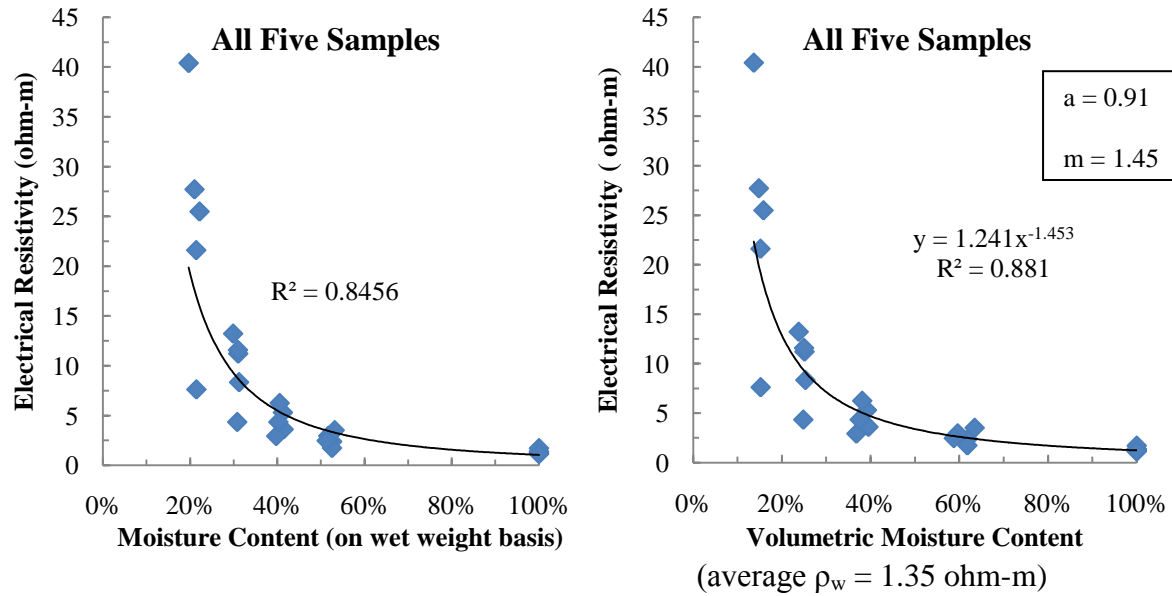 All Five Samples
Electrical Resistivity (ohm-m)
45
40
35
30
25
20
15
10
5
0
R² = 0.8456
0% 20% 40% 60% 80% 100%
Moisture Content (on wet weight basis)
All Five Samples
Electrical Resistivity ( ohm-m)
45
40
35
30
25
20
15
10
5
0
a = 0.91
m = 1.45
y = 1.241x^-1.453
R² = 0.881
0% 20% 40% 60% 80% 100%
Volumetric Moisture Content
(average ρw = 1.35 ohm-m)